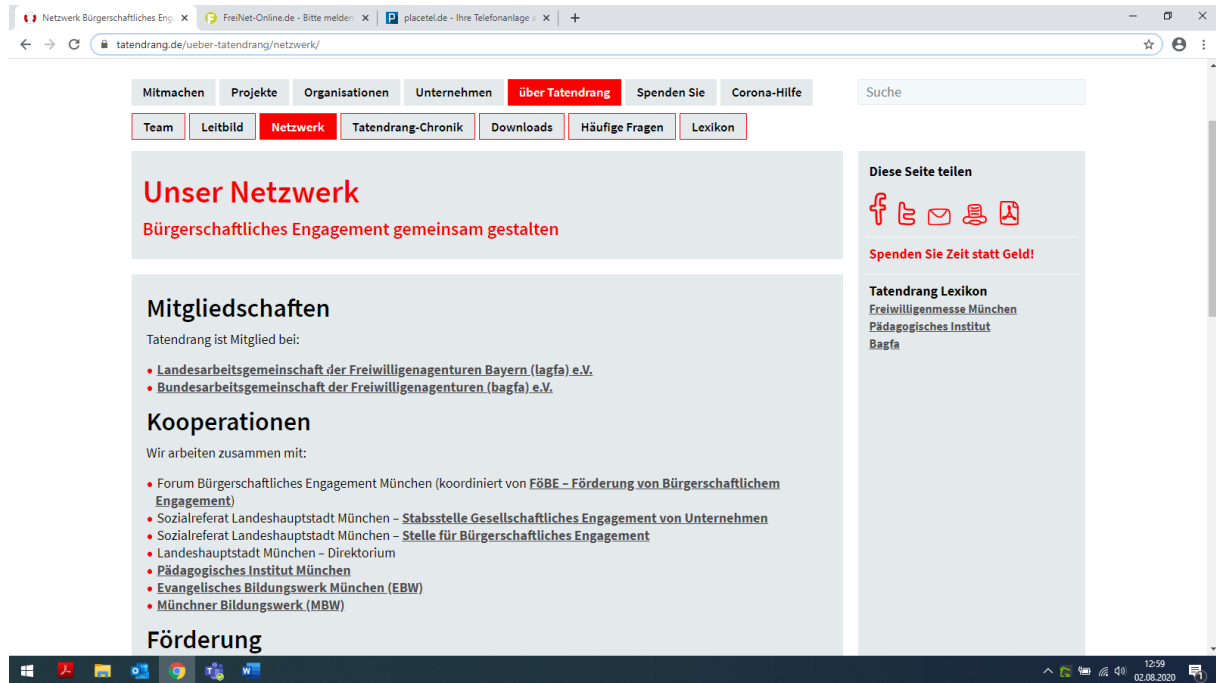 Netzwerk Bürgerschaftliches Eng
FreiNet-Online.de - Bitte melden
placetel.de - Ihre Telefonanlage a
tatendrang.de/ueber-tatendrang/netzwerk/
Mitmachen Projekte Organisationen Unternehmen über Tatendrang Spenden Sie Corona-Hilfe
Suche
Team Leitbild Netzwerk Tatendrang-Chronik Downloads Häufige Fragen Lexikon
Unser Netzwerk
Bürgerschaftliches Engagement gemeinsam gestalten
Mitgliedschaften
Tatendrang ist Mitglied bei:
• Landesarbeitsgemeinschaft der Freiwilligenagenturen Bayern (lagfa) e.V.
• Bundesarbeitsgemeinschaft der Freiwilligenagenturen (bagfa) e.V.
Kooperationen
Wir arbeiten zusammen mit:
• Forum Bürgerschaftliches Engagement München (koordiniert von FöBE – Förderung von Bürgerschaftlichem
Engagement)
• Sozialreferat Landeshauptstadt München – Stabsstelle Gesellschaftliches Engagement von Unternehmen
• Sozialreferat Landeshauptstadt München – Stelle für Bürgerschaftliches Engagement
• Landeshauptstadt München – Direktorium
• Pädagogisches Institut München
• Evangelisches Bildungswerk München (EBW)
• Münchner Bildungswerk (MBW)
Förderung
Diese Seite teilen
Spenden Sie Zeit statt Geld!
Tatendrang Lexikon
Freiwilligenmesse München
Pädagogisches Institut
Bagfa
12:59
02.08.2020